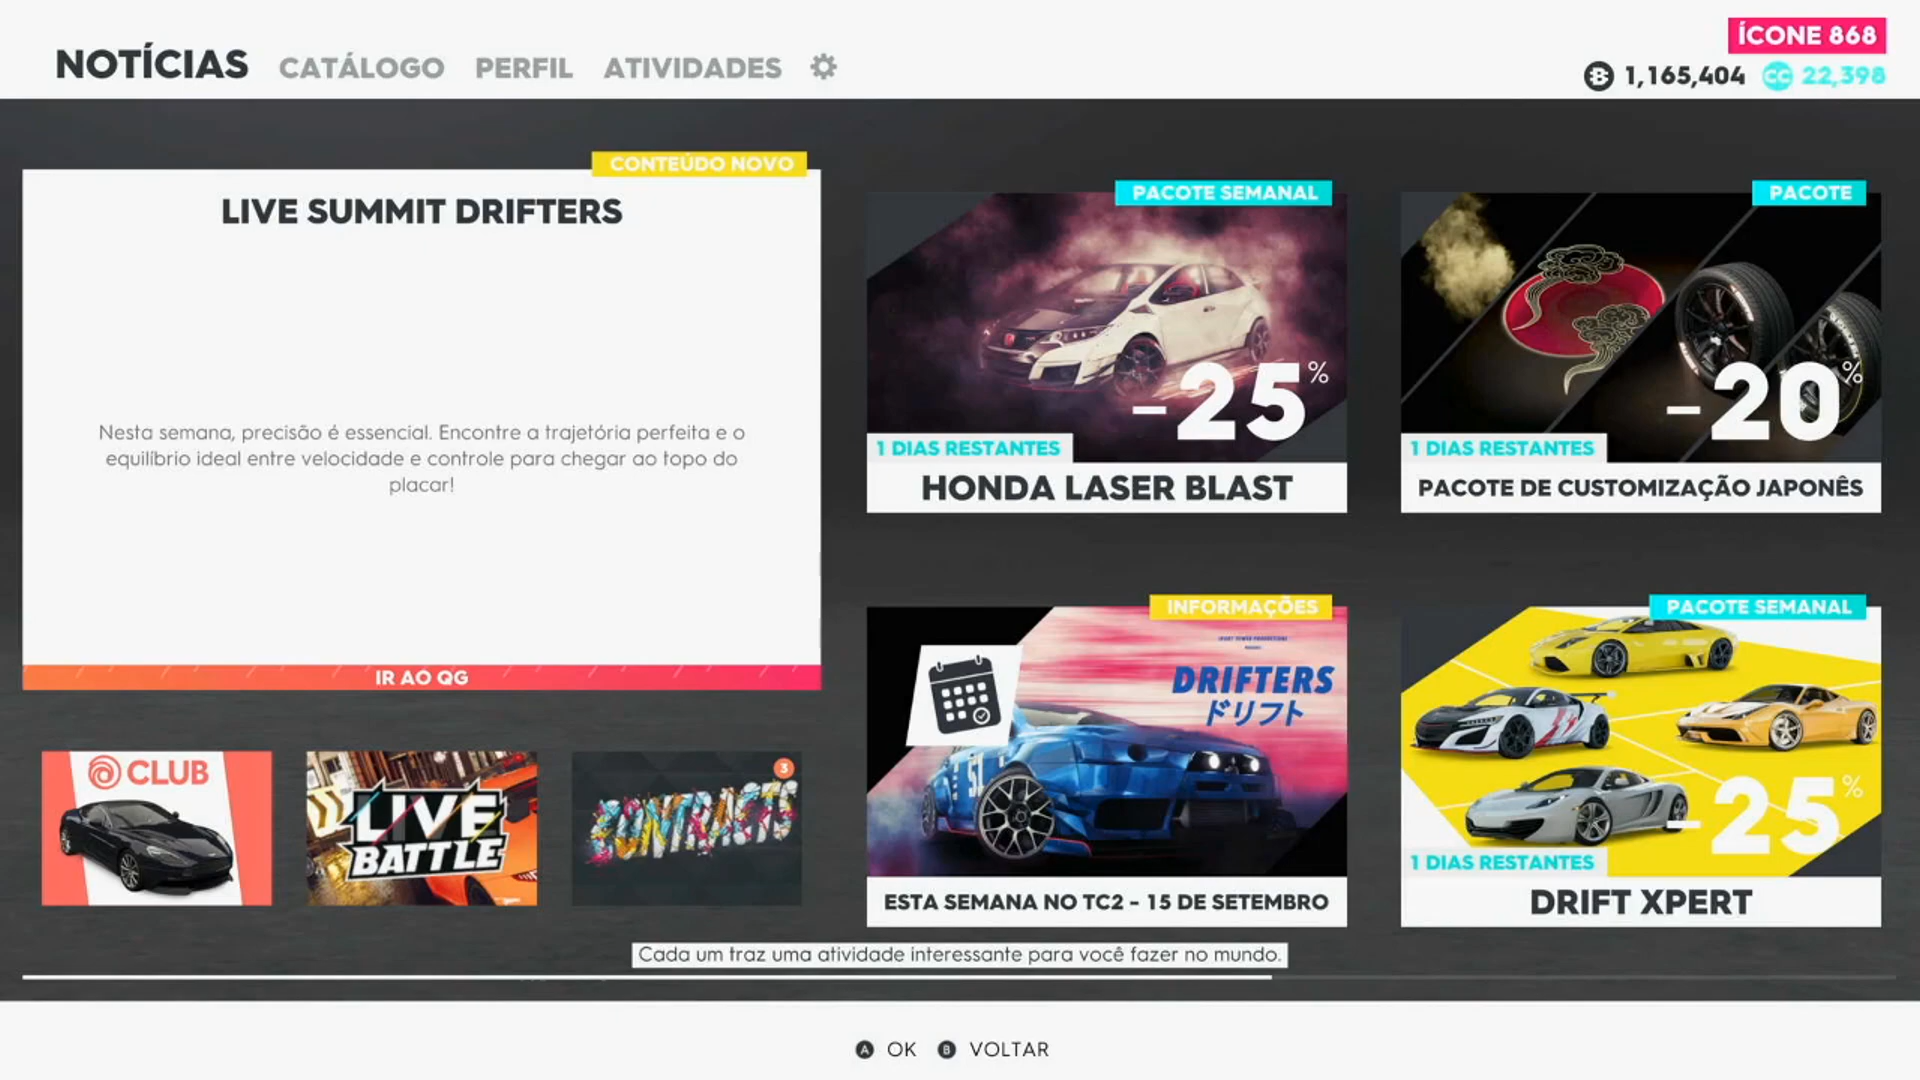 NOTÍCIAS CATÁLOGO PERFIL ATIVIDADES
ÍCONE 868
1,165,404 CC 22,398
CONTEÚDO NOVO
LIVE SUMMIT DRIFTERS
Nesta semana, precisão é essencial. Encontre a trajetória perfeita e o
equilíbrio ideal entre velocidade e controle para chegar ao topo do
placar!
IR AO QG
CLUB
LIVE
BATTLE
CONTRACTS
3
PACOTE SEMANAL
-25%
1 DIAS RESTANTES
HONDA LASER BLAST
PACOTE
-20%
1 DIAS RESTANTES
PACOTE DE CUSTOMIZAÇÃO JAPONÊS
INFORMAÇÕES
DRIFTERS
ドリフト
ESTA SEMANA NO TC2 - 15 DE SETEMBRO
PACOTE SEMANAL
-25%
1 DIAS RESTANTES
DRIFT XPERT
Cada um traz uma atividade interessante para você fazer no mundo.
A OK B VOLTAR